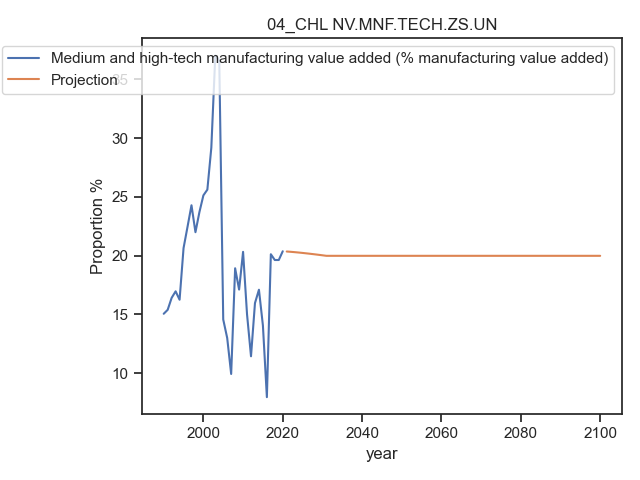 04_CHL NV.MNF.TECH.ZS.UN
Medium and high-tech manufacturing value added (% manufacturing value added)
Projection
35
30
25
20
15
10
Proportion %
2000 2020 2040 2060 2080 2100
year